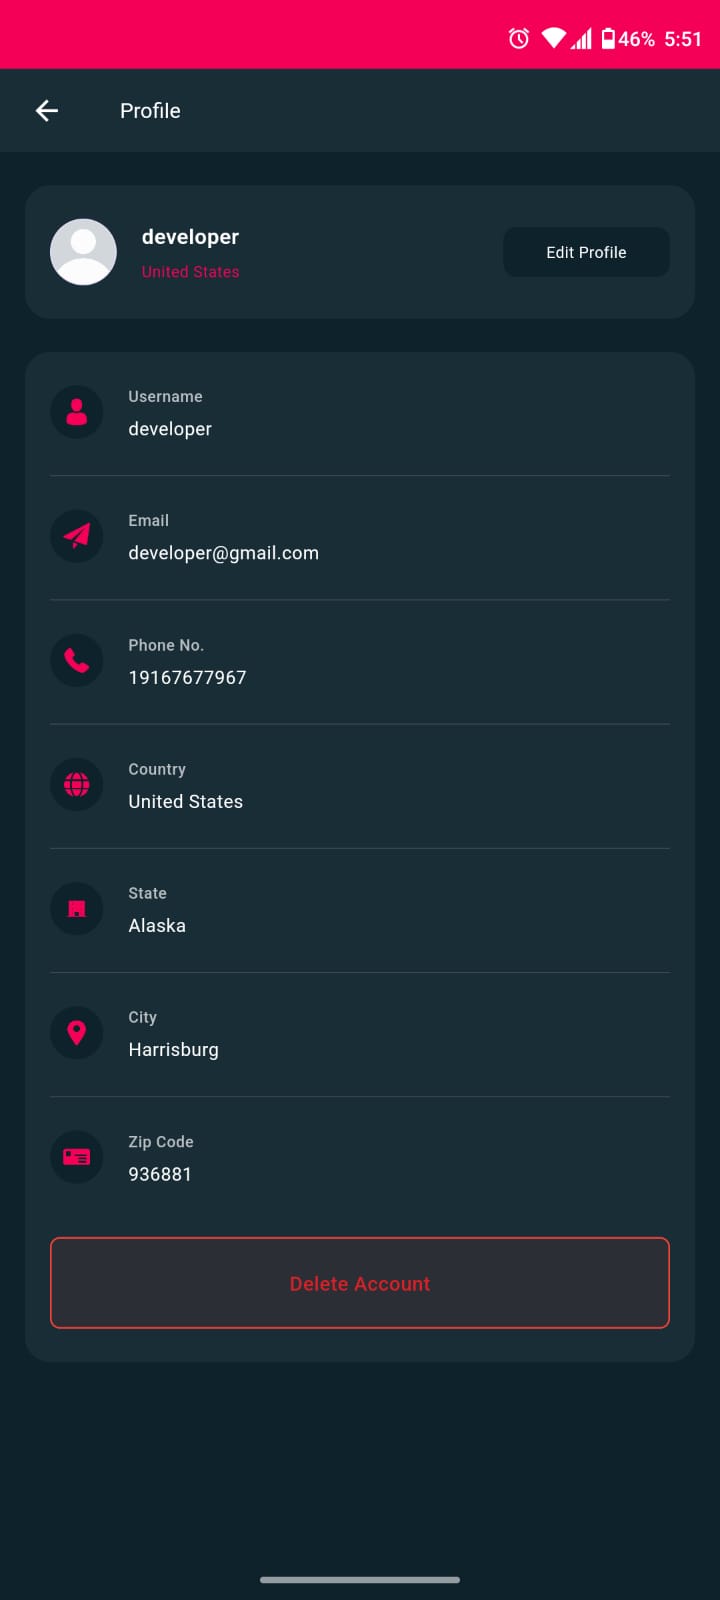 46% 5:51
Profile
developer
United States
Edit Profile
Username
developer
Email
developer@gmail.com
Phone No.
19167677967
Country
United States
State
Alaska
City
Harrisburg
Zip Code
936881
Delete Account